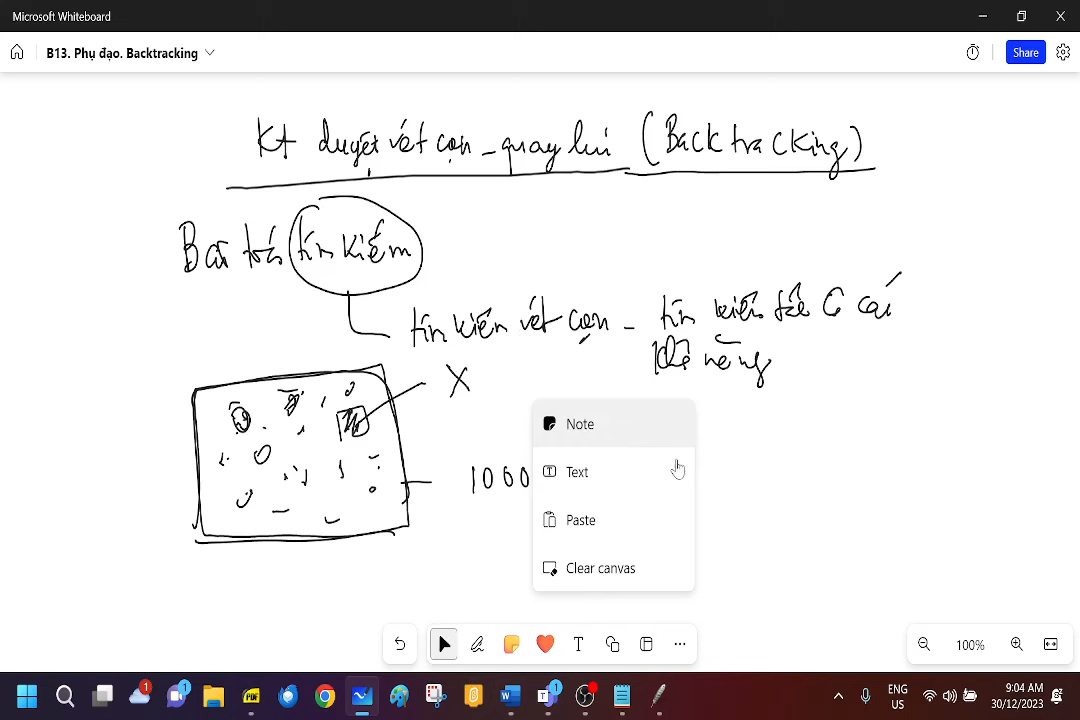 Microsoft Whiteboard
B13. Phụ đạo. Backtracking
Share
KT duyệt vét cạn - quay lui (Backtracking)
Bài toán tìm kiếm
tìm kiếm vét cạn - tìm kiếm tất cả các
khả năng
X
1000
Note
Text
Paste
Clear canvas
100%
ENG
US
9:04 AM
30/12/2023